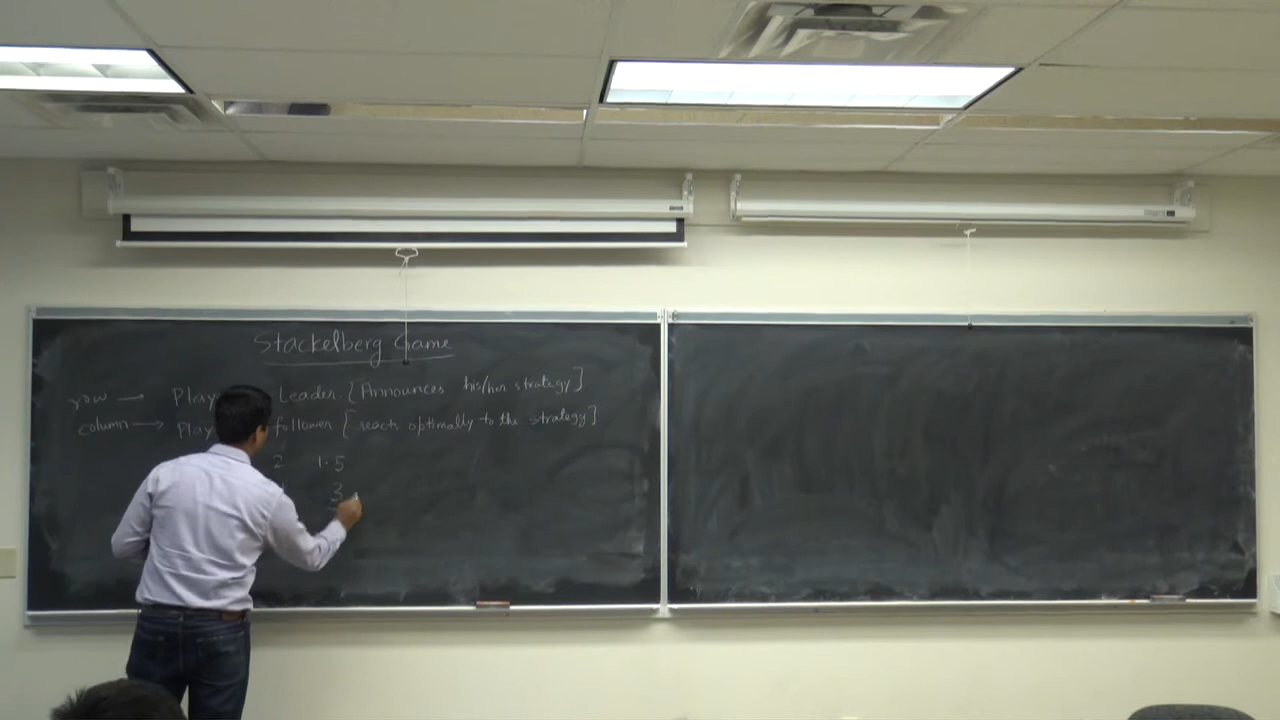 Stackelberg Game
row → Play Leader [Announces his/her strategy]
column → Play follower [reacts optimally to the strategy]
2 1.5
3